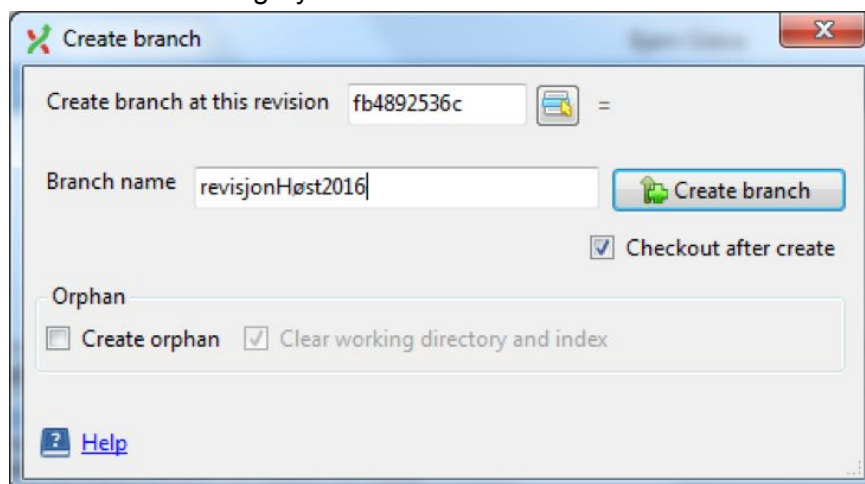 Create branch
Create branch at this revision fb4892536c =
Branch name revisjonHøst2016 Create branch
Checkout after create
Orphan
Create orphan Clear working directory and index
Help